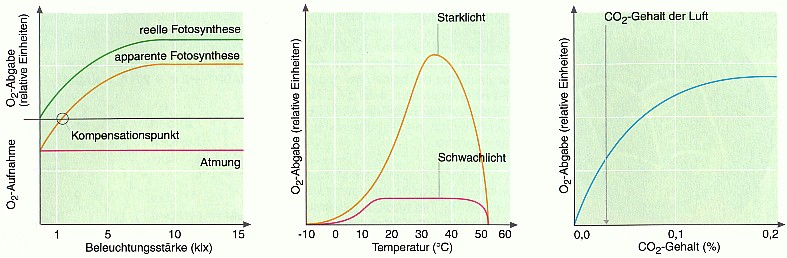 O₂-Abgabe
(relative Einheiten)
O₂-Aufnahme
reelle Fotosynthese
apparente Fotosynthese
Kompensationspunkt
Atmung
1 5 10 15
Beleuchtungsstärke (klx)
O₂-Abgabe (relative Einheiten)
Starklicht
Schwachlicht
-10 0 10 20 30 40 50 60
Temperatur (°C)
O₂-Abgabe (relative Einheiten)
CO₂-Gehalt der Luft
0,0 0,1 0,2
CO₂-Gehalt (%)